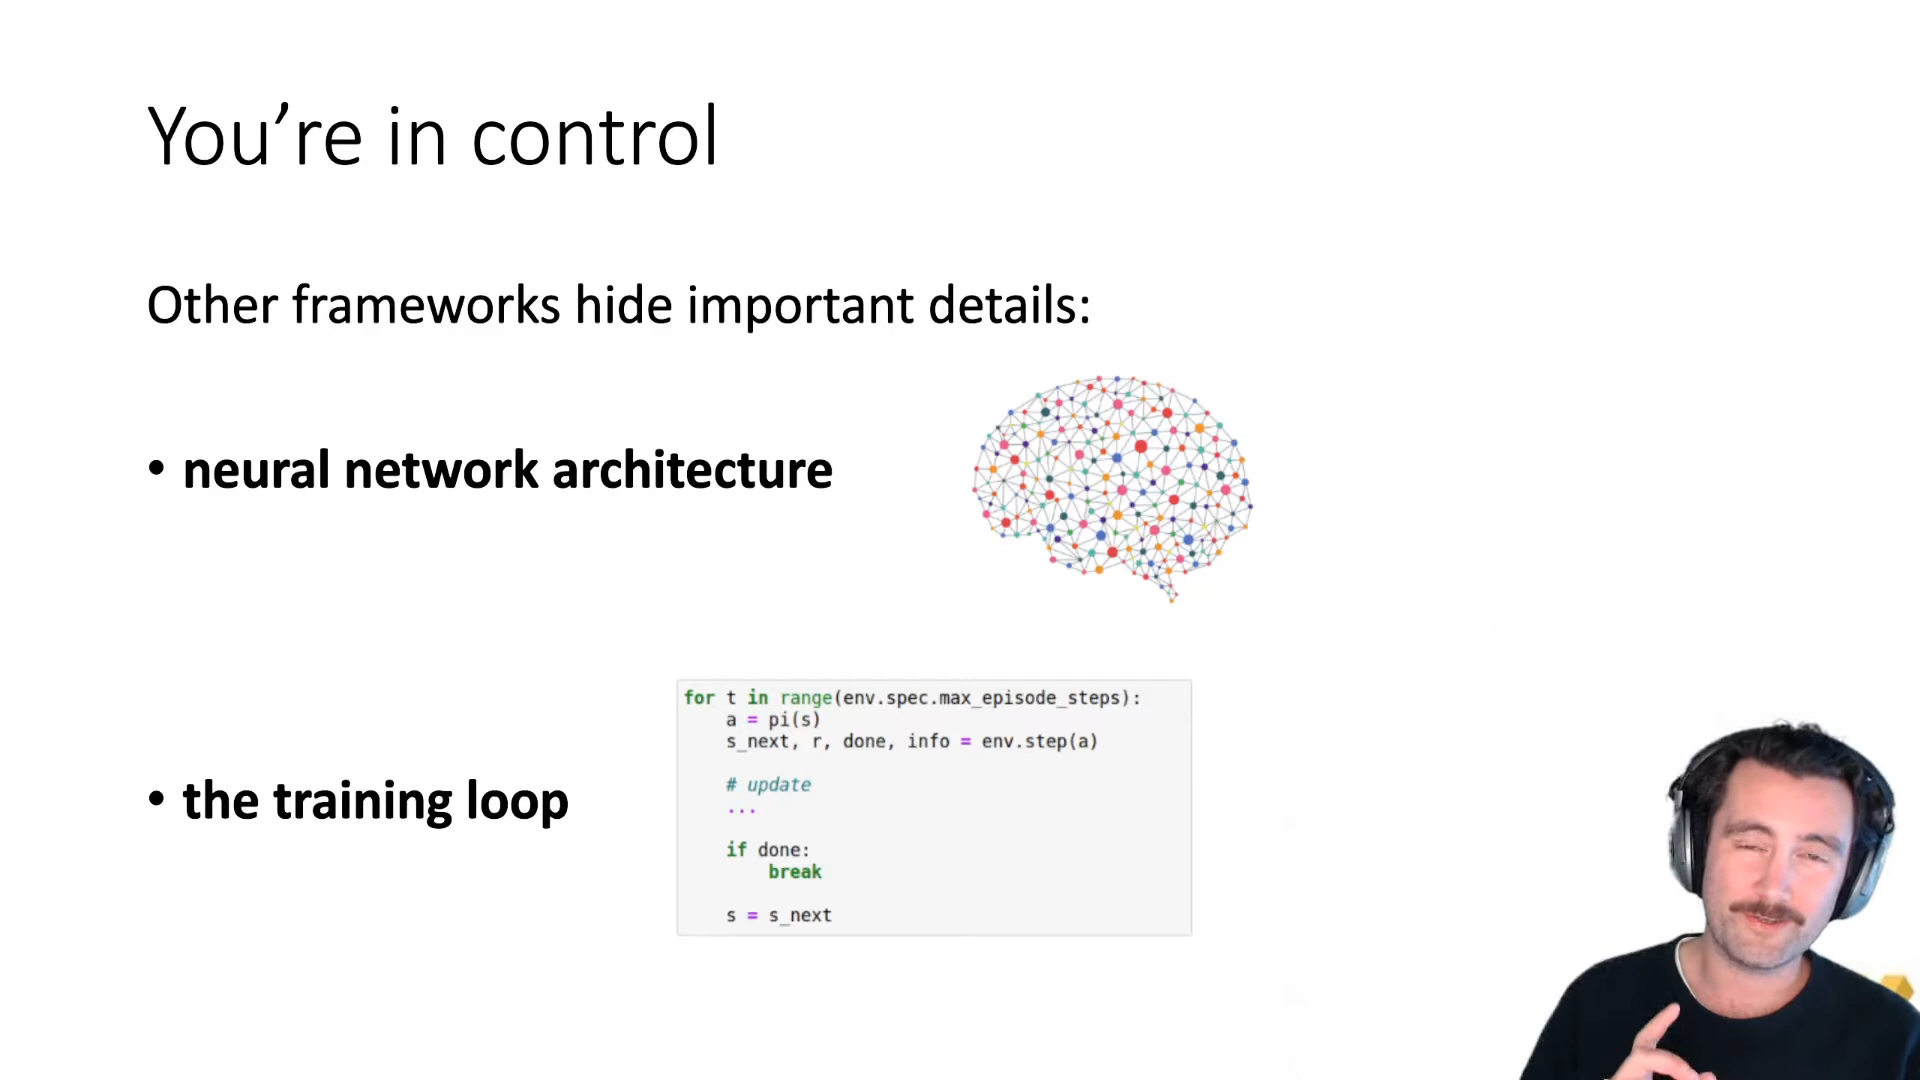 You’re in control
Other frameworks hide important details:
• neural network architecture
for t in range(env.spec.max_episode_steps):
    a = pi(s)
    s_next, r, done, info = env.step(a)
    # update
    ...
    if done:
        break
    s = s_next
• the training loop